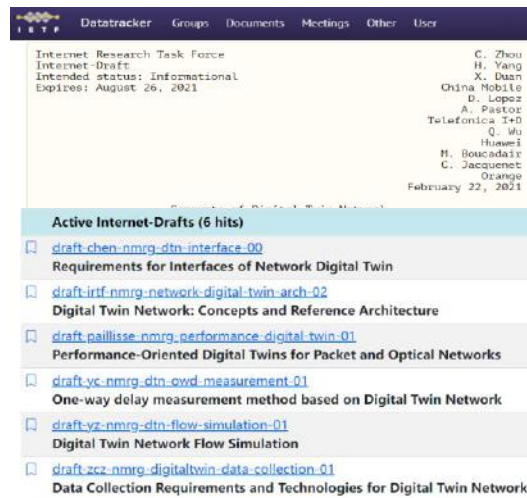 IETF Datatracker Groups Documents Meetings Other User
Internet Research Task Force C. Zhou
Internet-Draft H. Yang
Intended status: Informational X. Duan
Expires: August 26, 2021 China Mobile
D. Lopez
A. Pastor
Telefonica I+D
Q. Wu
Huawei
M. Boucadair
C. Jacquenet
Orange
February 22, 2021
Active Internet-Drafts (6 hits)
draft-chen-nmrg-dtn-interface-00
Requirements for Interfaces of Network Digital Twin
draft-irtf-nmrg-network-digital-twin-arch-02
Digital Twin Network: Concepts and Reference Architecture
draft-paillisse-nmrg-performance-digital-twin-01
Performance-Oriented Digital Twins for Packet and Optical Networks
draft-yc-nmrg-dtn-owd-measurement-01
One-way delay measurement method based on Digital Twin Network
draft-yz-nmrg-dtn-flow-simulation-01
Digital Twin Network Flow Simulation
draft-zcz-nmrg-digitaltwin-data-collection-01
Data Collection Requirements and Technologies for Digital Twin Network